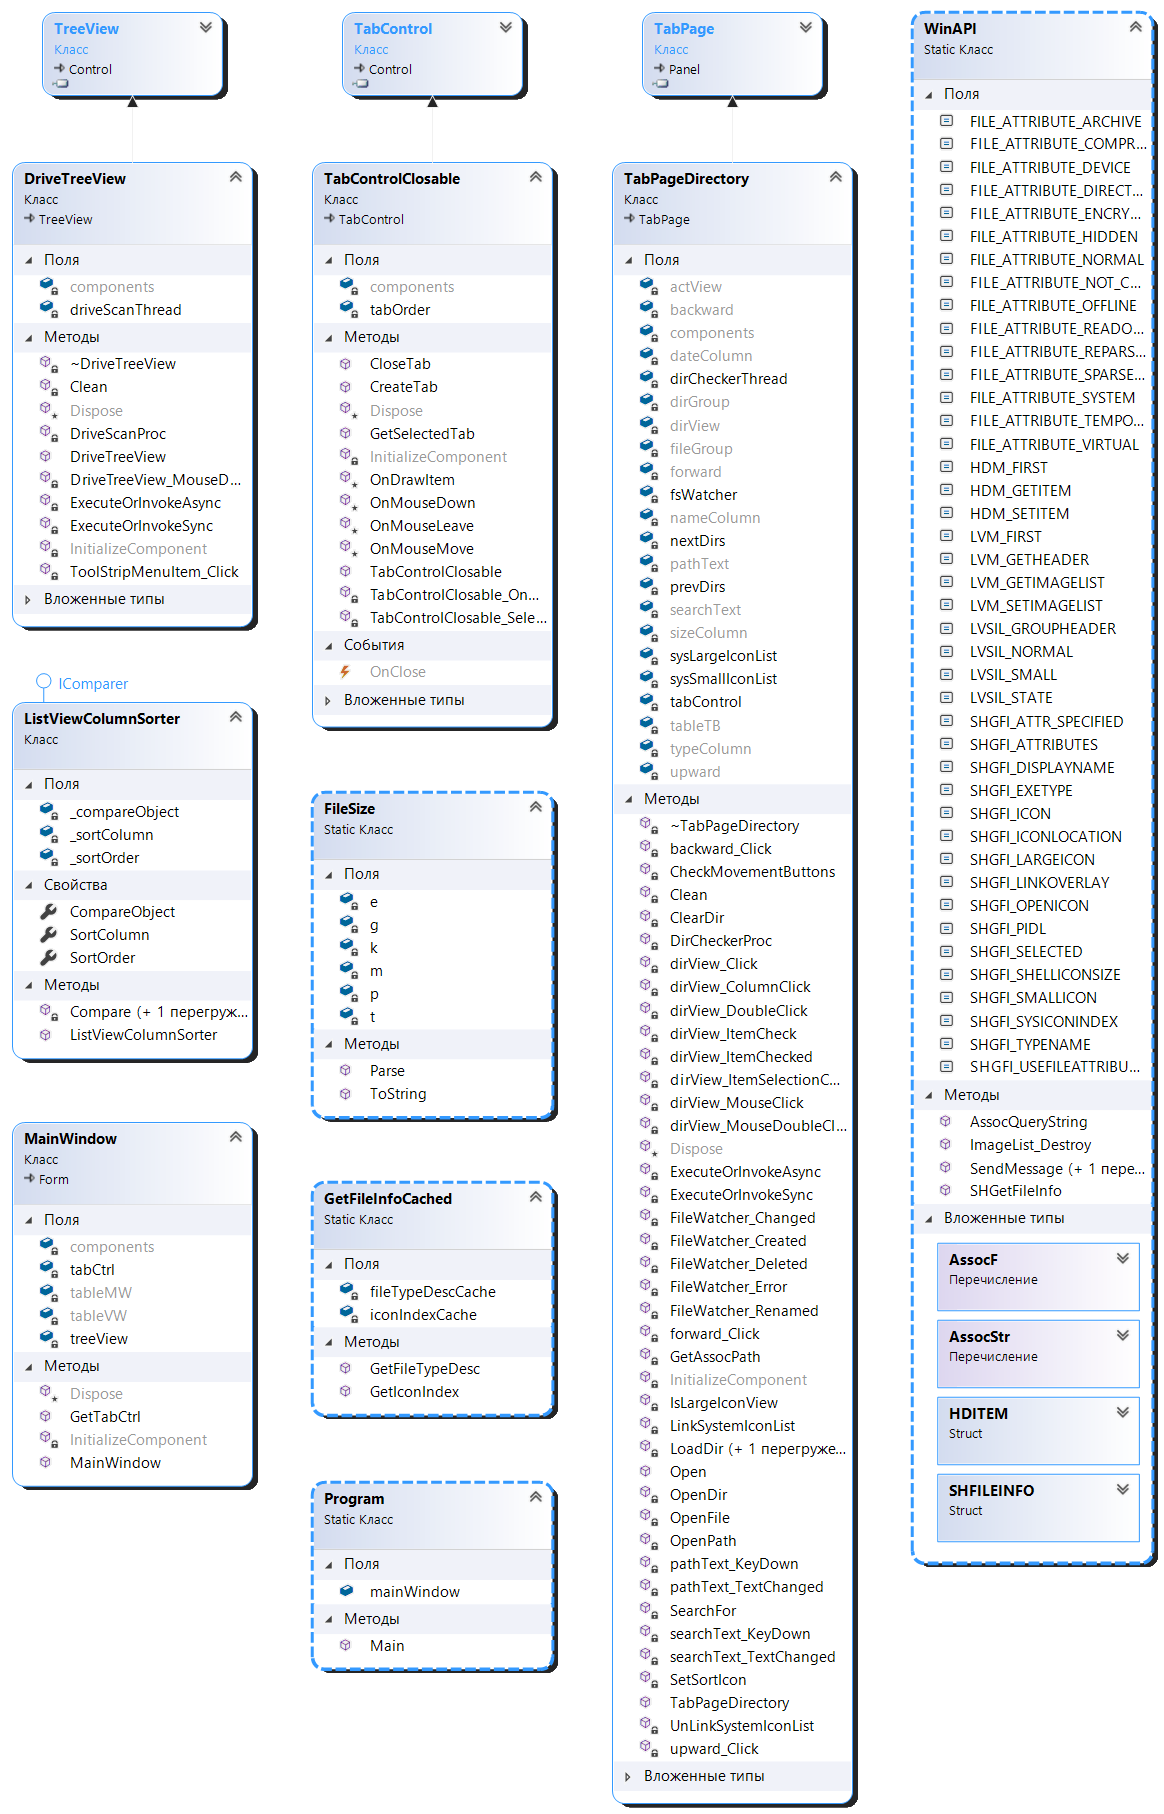 TreeView
Класс
Control
TabControl
Класс
Control
TabPage
Класс
Panel
DriveTreeView
Класс
TreeView
Поля
components
driveScanThread
Методы
~DriveTreeView
Clean
Dispose
DriveScanProc
DriveTreeView
DriveTreeView_MouseD...
ExecuteOrInvokeAsync
ExecuteOrInvokeSync
InitializeComponent
ToolStripMenuItem_Click
Вложенные типы
IComparer
ListViewColumnSorter
Класс
Поля
_compareObject
_sortColumn
_sortOrder
Свойства
CompareObject
SortColumn
SortOrder
Методы
Compare (+ 1 перегруж...
ListViewColumnSorter
MainWindow
Класс
Form
Поля
components
tabCtrl
tableMW
tableVW
treeView
Методы
Dispose
GetTabCtrl
InitializeComponent
MainWindow
TabControlClosable
Класс
TabControl
Поля
components
tabOrder
Методы
CloseTab
CreateTab
Dispose
GetSelectedTab
InitializeComponent
OnDrawItem
OnMouseDown
OnMouseLeave
OnMouseMove
TabControlClosable
TabControlClosable_On...
TabControlClosable_Sele...
События
OnClose
Вложенные типы
FileSize
Static Класс
Поля
e
g
k
m
p
t
Методы
Parse
ToString
GetFileInfoCached
Static Класс
Поля
fileTypeDescCache
iconIndexCache
Методы
GetFileTypeDesc
GetIconIndex
Program
Static Класс
Поля
mainWindow
Методы
Main
TabPageDirectory
Класс
TabPage
Поля
actView
backward
components
dateColumn
dirCheckerThread
dirGroup
dirView
fileGroup
forward
fsWatcher
nameColumn
nextDirs
pathText
prevDirs
searchText
sizeColumn
sysLargeIconList
sysSmallIconList
tabControl
tableTB
typeColumn
upward
Методы
~TabPageDirectory
backward_Click
CheckMovementButtons
Clean
ClearDir
DirCheckerProc
dirView_Click
dirView_ColumnClick
dirView_DoubleClick
dirView_ItemCheck
dirView_ItemChecked
dirView_ItemSelectionC...
dirView_MouseClick
dirView_MouseDoubleCl...
Dispose
ExecuteOrInvokeAsync
ExecuteOrInvokeSync
FileWatcher_Changed
FileWatcher_Created
FileWatcher_Deleted
FileWatcher_Error
FileWatcher_Renamed
forward_Click
GetAssocPath
InitializeComponent
IsLargeIconView
LinkSystemIconList
LoadDir (+ 1 перегруже...
Open
OpenDir
OpenFile
OpenPath
pathText_KeyDown
pathText_TextChanged
SearchFor
searchText_KeyDown
searchText_TextChanged
SetSortIcon
TabPageDirectory
UnLinkSystemIconList
upward_Click
Вложенные типы
WinAPI
Static Класс
Поля
FILE_ATTRIBUTE_ARCHIVE
FILE_ATTRIBUTE_COMPR...
FILE_ATTRIBUTE_DEVICE
FILE_ATTRIBUTE_DIRECT...
FILE_ATTRIBUTE_ENCRY...
FILE_ATTRIBUTE_HIDDEN
FILE_ATTRIBUTE_NORMAL
FILE_ATTRIBUTE_NOT_C...
FILE_ATTRIBUTE_OFFLINE
FILE_ATTRIBUTE_READO...
FILE_ATTRIBUTE_REPARS...
FILE_ATTRIBUTE_SPARSE...
FILE_ATTRIBUTE_SYSTEM
FILE_ATTRIBUTE_TEMPO...
FILE_ATTRIBUTE_VIRTUAL
HDM_FIRST
HDM_GETITEM
HDM_SETITEM
LVM_FIRST
LVM_GETHEADER
LVM_GETIMAGELIST
LVM_SETIMAGELIST
LVSIL_GROUPHEADER
LVSIL_NORMAL
LVSIL_SMALL
LVSIL_STATE
SHGFI_ATTR_SPECIFIED
SHGFI_ATTRIBUTES
SHGFI_DISPLAYNAME
SHGFI_EXETYPE
SHGFI_ICON
SHGFI_ICONLOCATION
SHGFI_LARGEICON
SHGFI_LINKOVERLAY
SHGFI_OPENICON
SHGFI_PIDL
SHGFI_SELECTED
SHGFI_SHELLICONSIZE
SHGFI_SMALLICON
SHGFI_SYSICONINDEX
SHGFI_TYPENAME
SHGFI_USEFILEATTRIBU...
Методы
AssocQueryString
ImageList_Destroy
SendMessage (+ 1 пере...
SHGetFileInfo
Вложенные типы
AssocF
Перечисление
AssocStr
Перечисление
HDITEM
Struct
SHFILEINFO
Struct